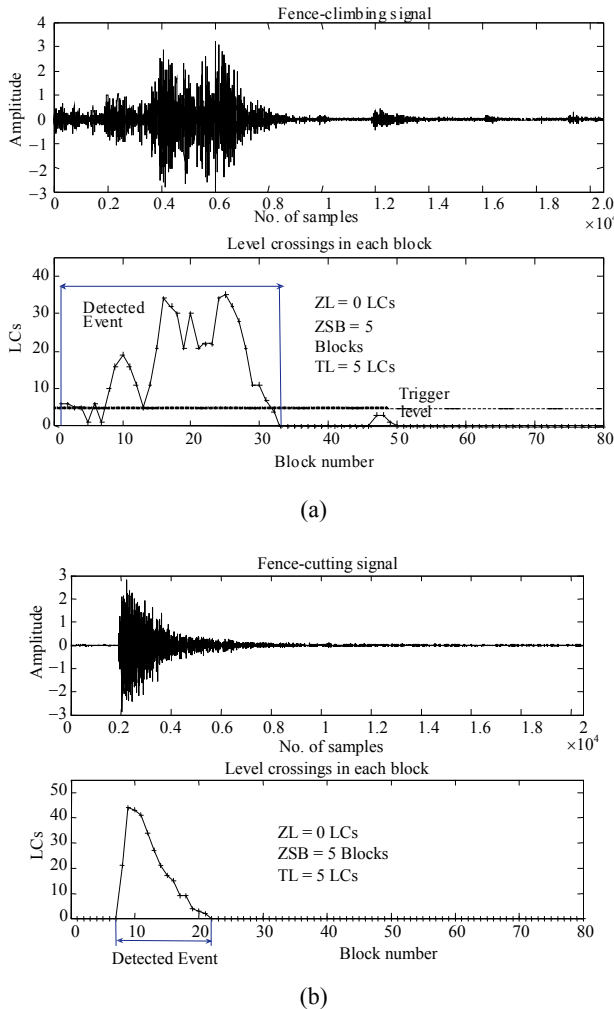 Fence-climbing signal
4
3
2
1
0
−1
−2
−3
Amplitude
0 0.2 0.4 0.6 0.8 1.0 1.2 1.4 1.6 1.8 2.0
No. of samples
×10⁴
Level crossings in each block
40
30
20
10
0
LCs
Detected
Event
ZL = 0 LCs
ZSB = 5
Blocks
TL = 5 LCs
Trigger
level
0 10 20 30 40 50 60 70 80
Block number
(a)
Fence-cutting signal
3
2
1
0
−1
−2
−3
Amplitude
0 0.2 0.4 0.6 0.8 1.0 1.2 1.4 1.6 1.8 2
No. of samples
×10⁴
Level crossings in each block
50
40
30
20
10
0
LCs
ZL = 0 LCs
ZSB = 5 Blocks
TL = 5 LCs
0 10 20 30 40 50 60 70 80
Detected Event
Block number
(b)